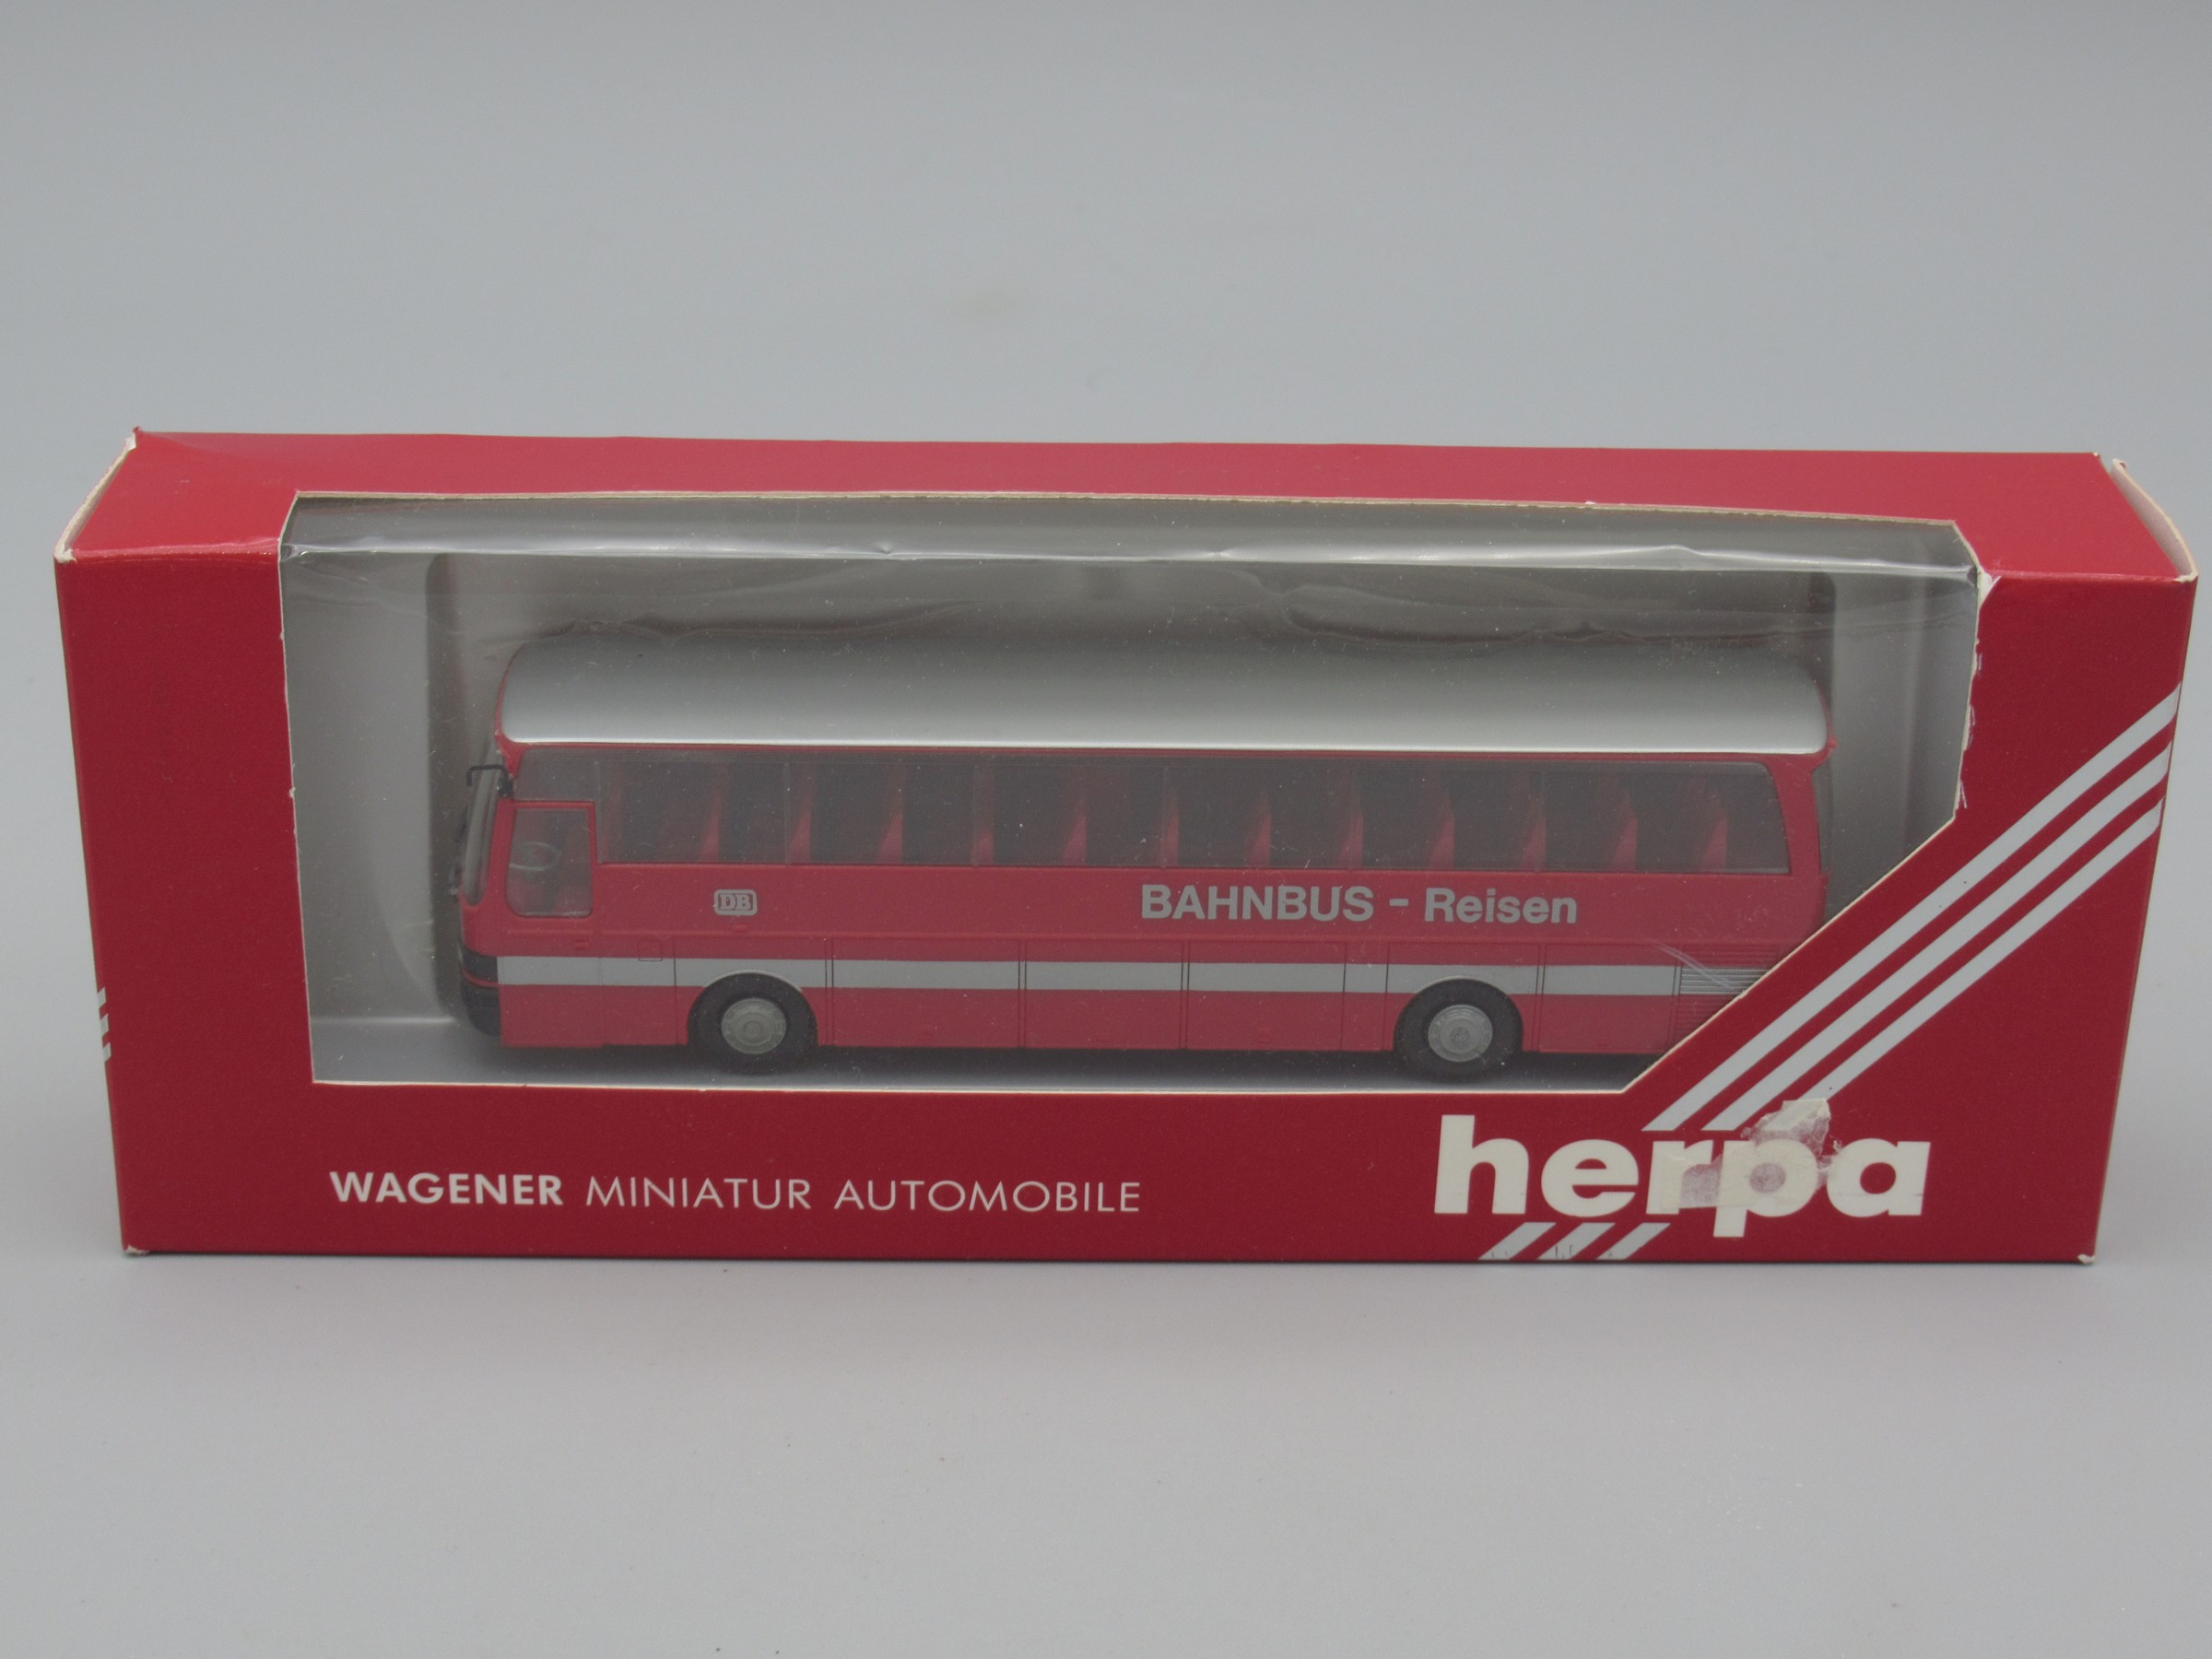 DB
BAHNBUS - Reisen
WAGENER MINIATUR AUTOMOBILE
herpa